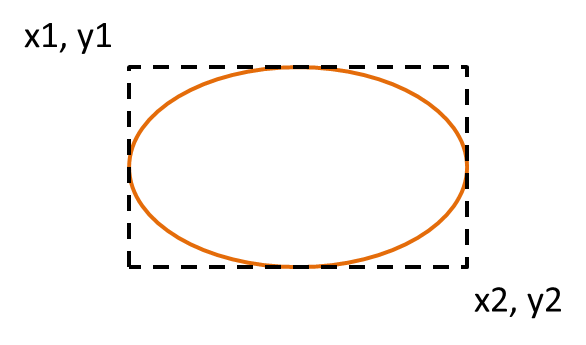 x1, y1
x2, y2